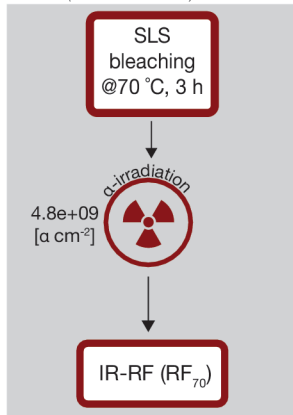 SLS
bleaching
@70 °C, 3 h
α-irradiation
4.8e+09
[α cm⁻²]
IR-RF (RF₇₀)